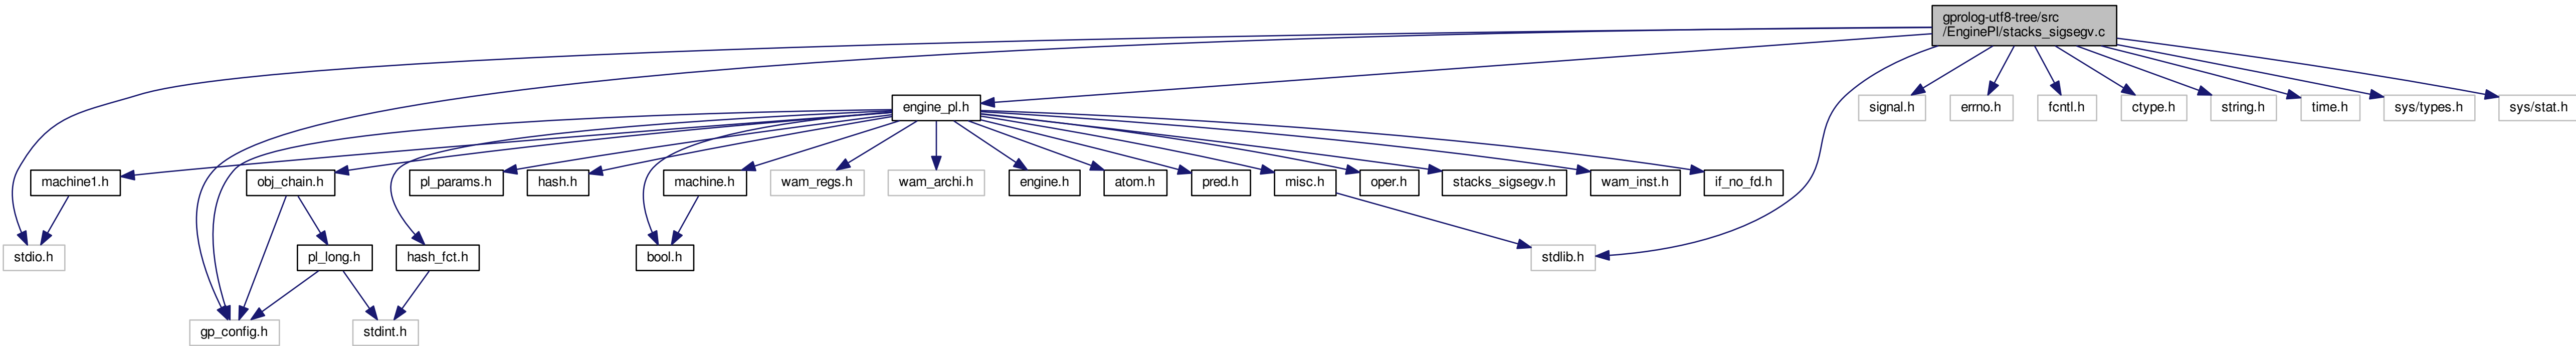 gprolog-utf8-tree/src
/EnginePl/stacks_sigsegv.c
engine_pl.h
signal.h
errno.h
fcntl.h
ctype.h
string.h
time.h
sys/types.h
sys/stat.h
machine1.h
obj_chain.h
pl_params.h
hash.h
machine.h
wam_regs.h
wam_archi.h
engine.h
atom.h
pred.h
misc.h
oper.h
stacks_sigsegv.h
wam_inst.h
if_no_fd.h
stdio.h
pl_long.h
hash_fct.h
bool.h
stdlib.h
gp_config.h
stdint.h